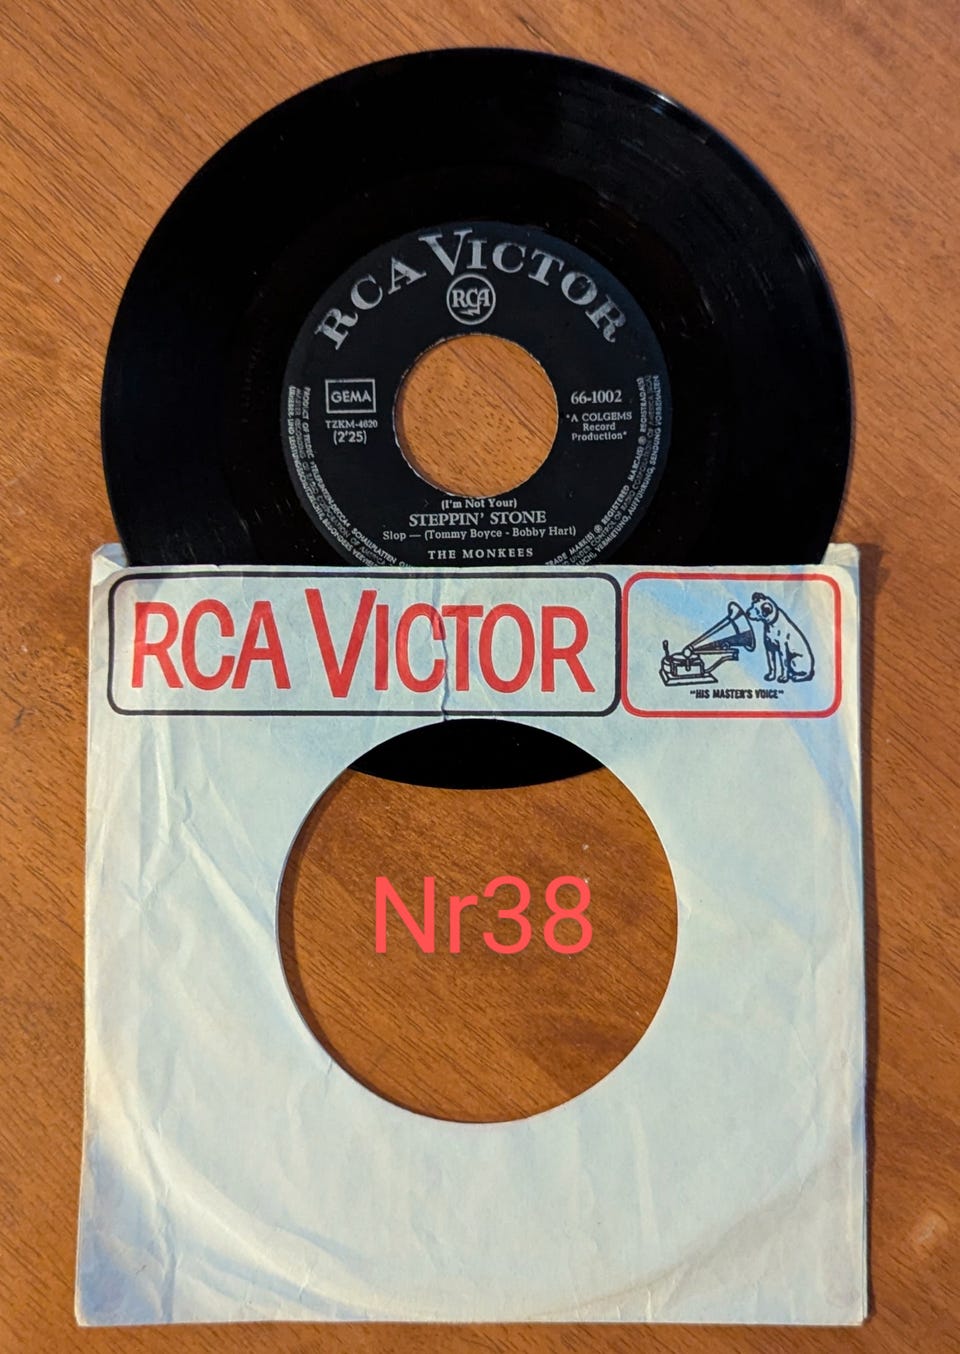 RCA VICTOR
RCA
GEMA
TZKM-4020
(2'25)
66-1002
"A COLGEMS
Record
Production"
(I'm Not Your)
STEPPIN' STONE
Slop — (Tommy Boyce - Bobby Hart)
THE MONKEES
RCA VICTOR
"HIS MASTER'S VOICE"
Nr38